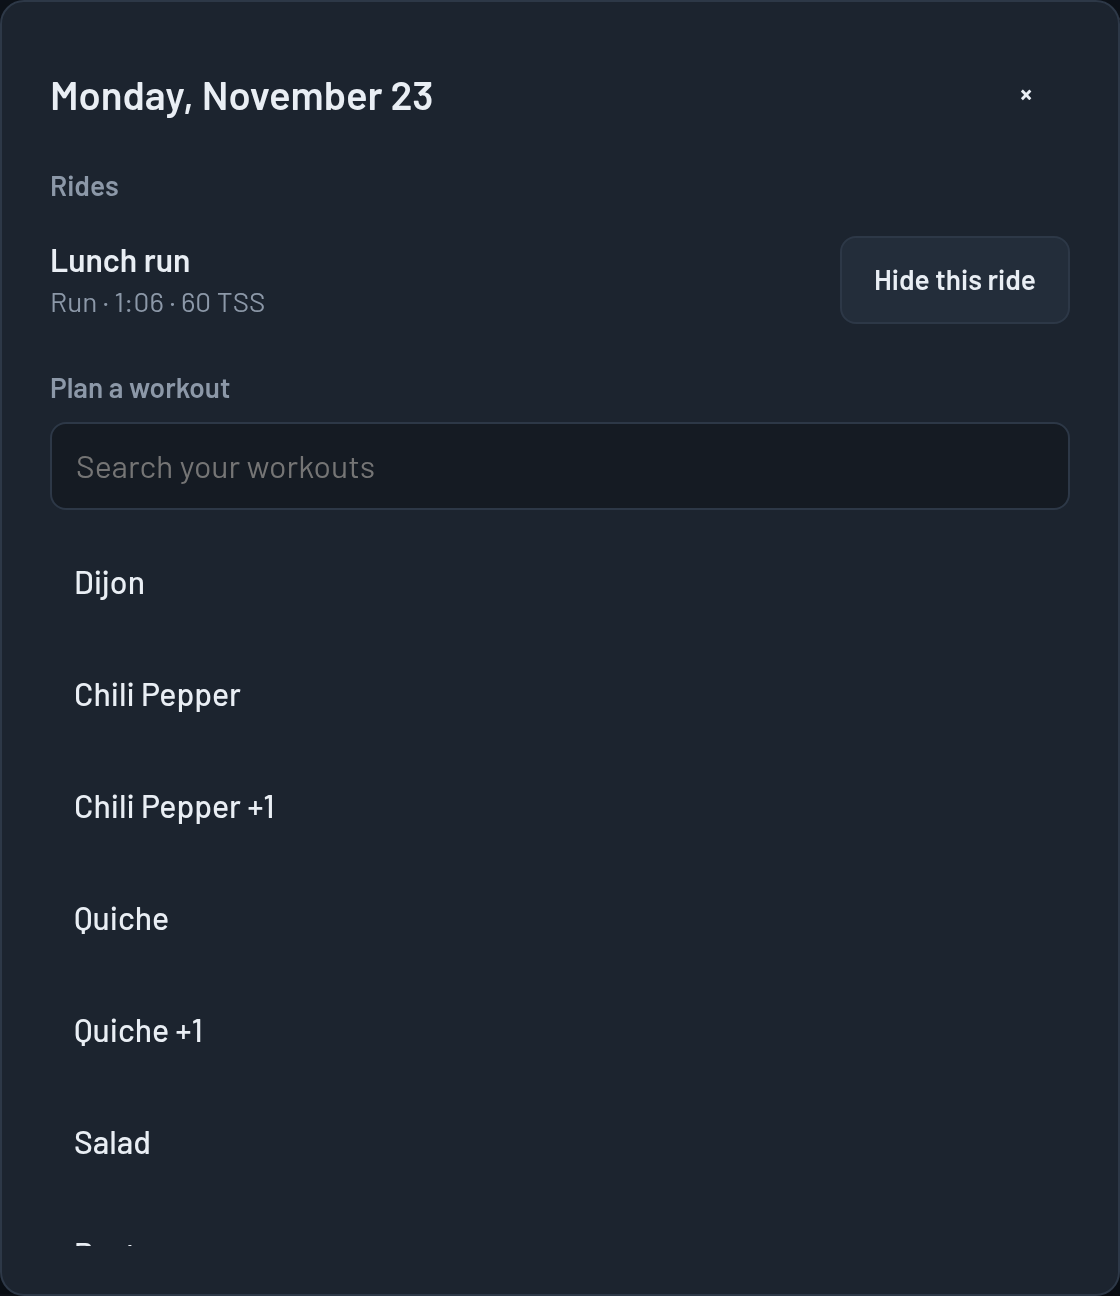 Monday, November 23
×
Rides
Lunch run
Run · 1:06 · 60 TSS
Hide this ride
Plan a workout
Search your workouts
Dijon
Chili Pepper
Chili Pepper +1
Quiche
Quiche +1
Salad